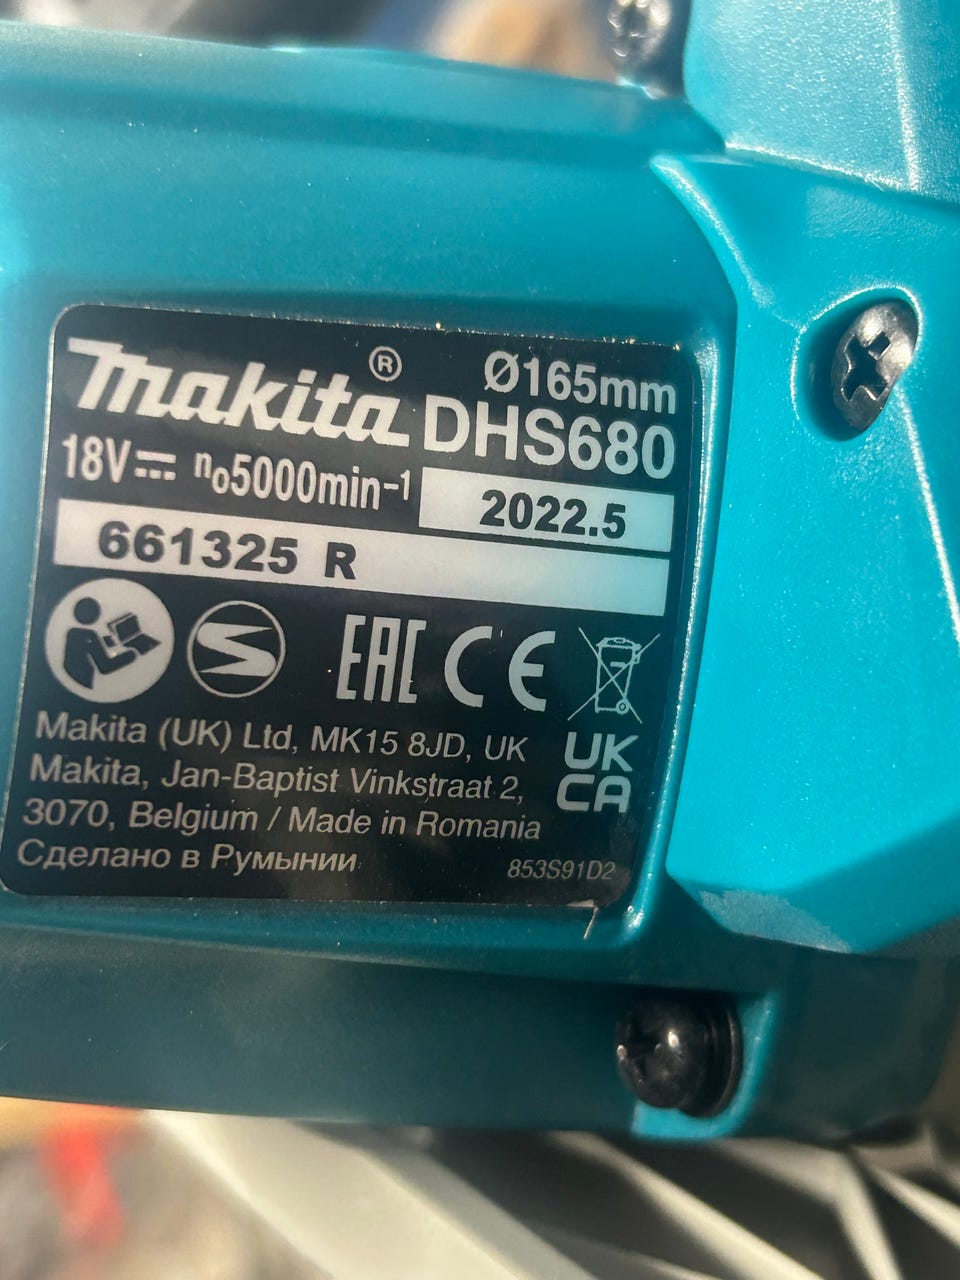 makita® Ø165mm
DHS680
18V⎓ n₀5000min⁻¹ 2022.5
661325 R
EAC CE
Makita (UK) Ltd, MK15 8JD, UK
Makita, Jan-Baptist Vinkstraat 2,
3070, Belgium / Made in Romania
Сделано в Румынии
UK
CA
853S91D2